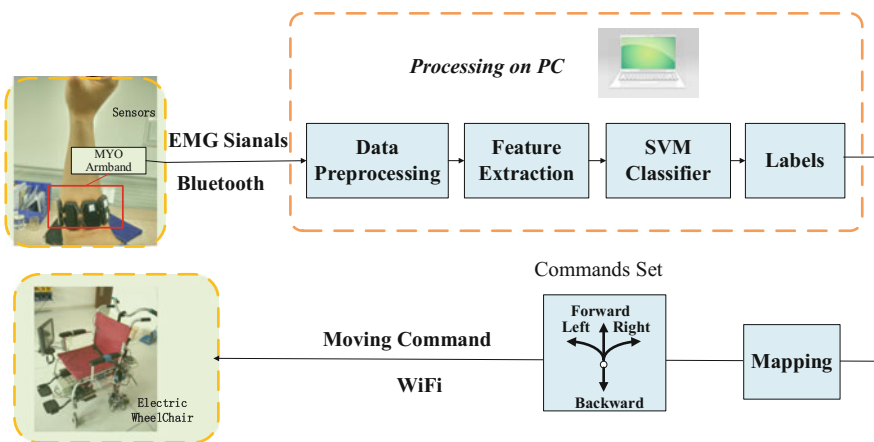 Processing on PC
Sensors
MYO
Armband
EMG Sianals
Bluetooth
Data
Preprocessing
Feature
Extraction
SVM
Classifier
Labels
Commands Set
Forward
Left Right
Backward
Mapping
Moving Command
WiFi
Electric
WheelChair